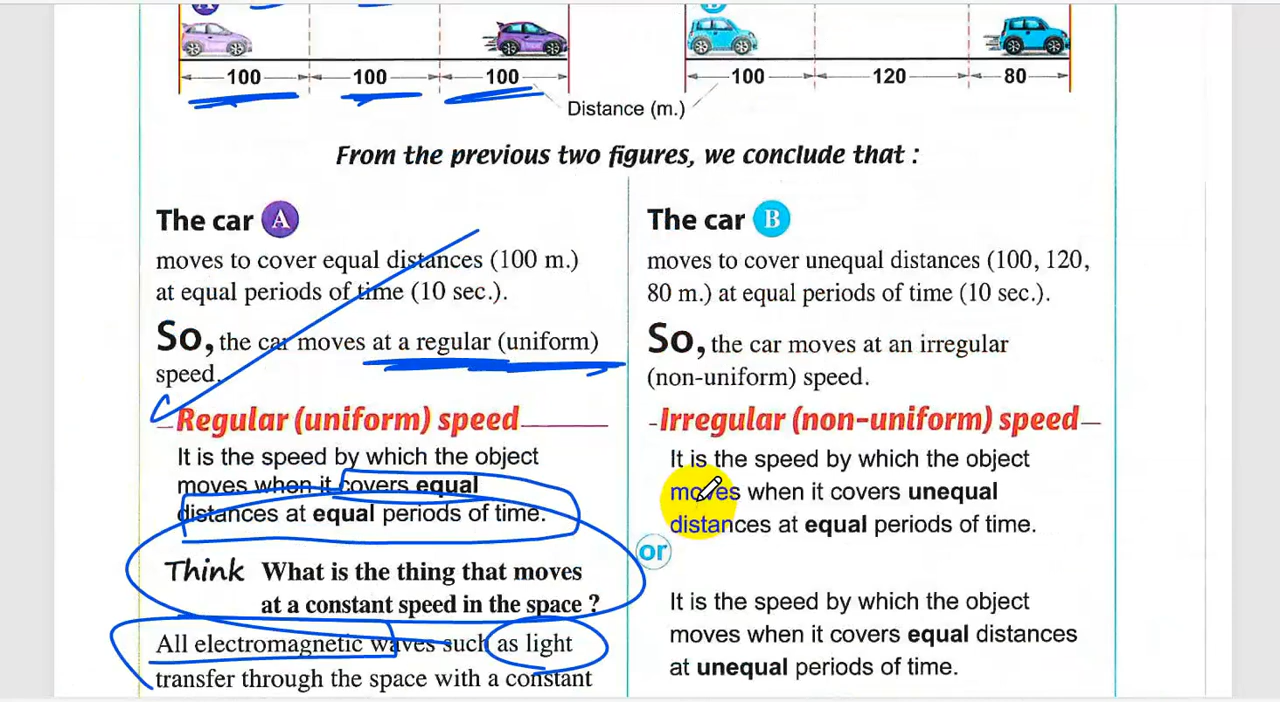 A
B
100 100 100
100 120 80
Distance (m.)
From the previous two figures, we conclude that :
The car A
moves to cover equal distances (100 m.)
at equal periods of time (10 sec.).
So, the car moves at a regular (uniform)
speed.
Regular (uniform) speed
It is the speed by which the object
moves when it covers equal
distances at equal periods of time.
Think What is the thing that moves
at a constant speed in the space ?
All electromagnetic waves such as light
transfer through the space with a constant
The car B
moves to cover unequal distances (100, 120,
80 m.) at equal periods of time (10 sec.).
So, the car moves at an irregular
(non-uniform) speed.
-Irregular (non-uniform) speed
It is the speed by which the object
moves when it covers unequal
distances at equal periods of time.
or
It is the speed by which the object
moves when it covers equal distances
at unequal periods of time.